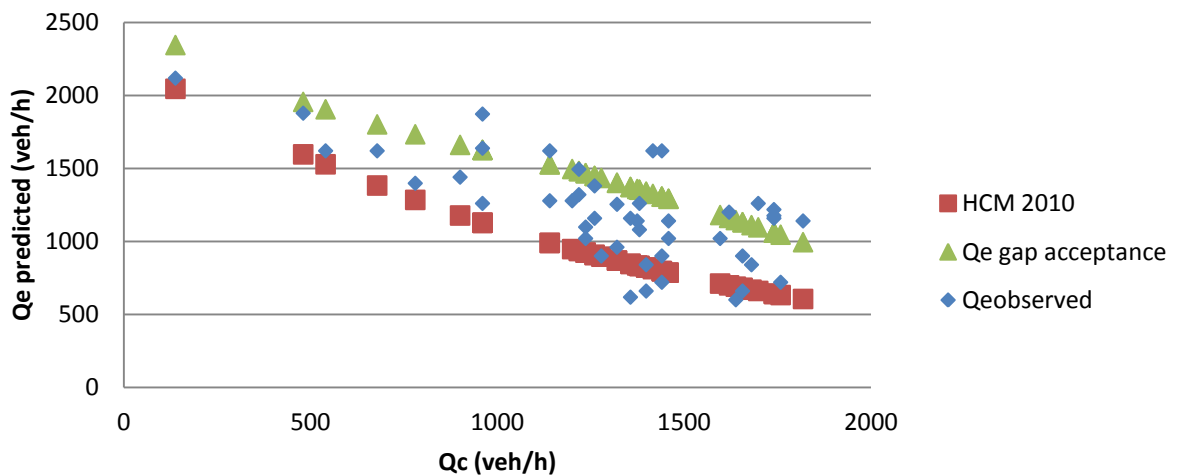 2500
2000
1500
1000
500
0
Qe predicted (veh/h)
0 500 1000 1500 2000
Qc (veh/h)
HCM 2010
Qe gap acceptance
Qeobserved